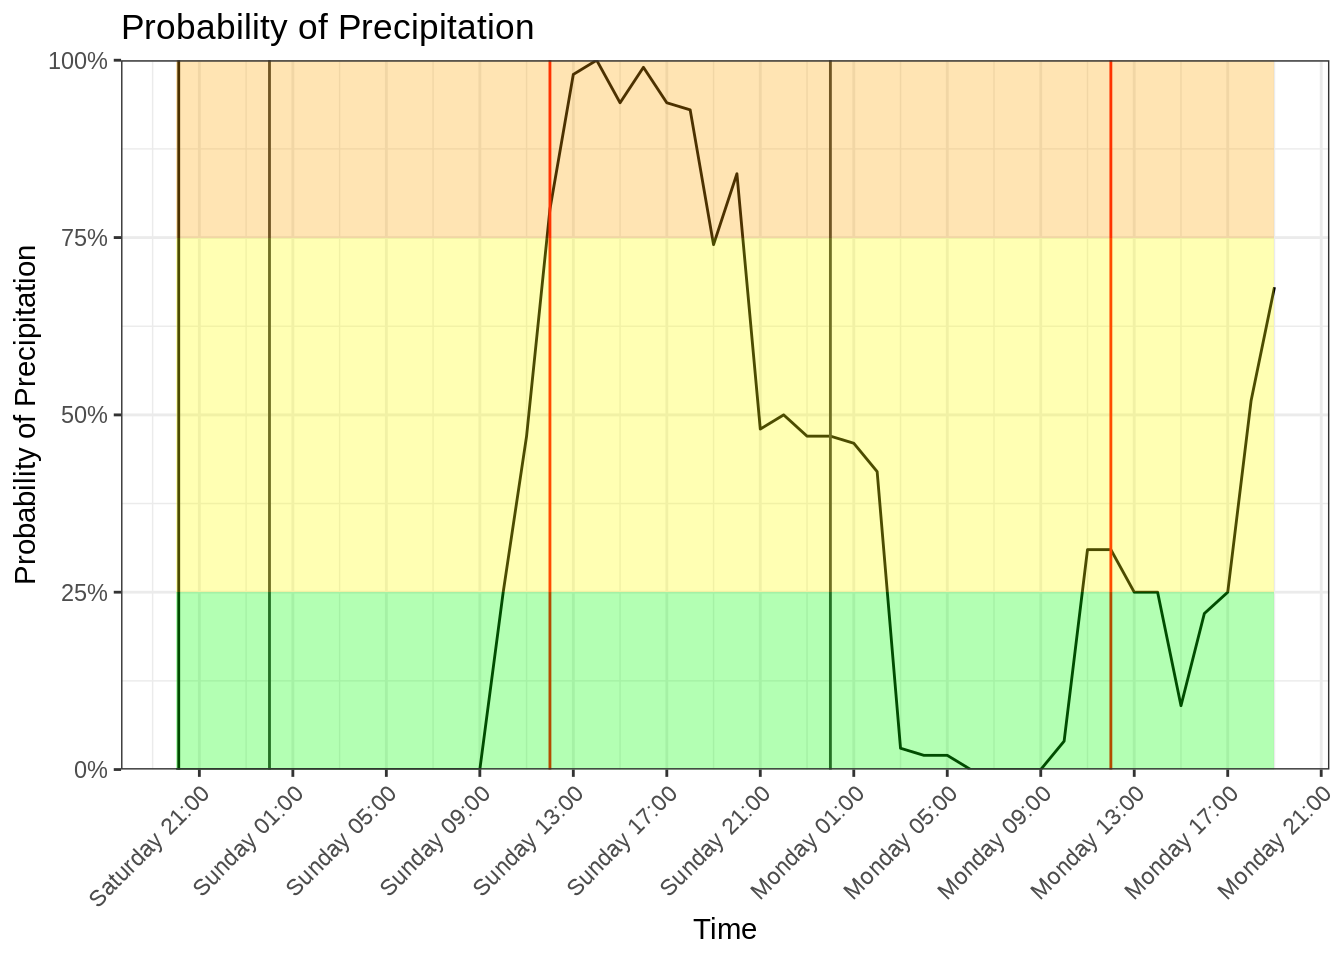 Probability of Precipitation
Probability of Precipitation
100%
75%
50%
25%
0%
Saturday 21:00
Sunday 01:00
Sunday 05:00
Sunday 09:00
Sunday 13:00
Sunday 17:00
Sunday 21:00
Monday 01:00
Monday 05:00
Monday 09:00
Monday 13:00
Monday 17:00
Monday 21:00
Time